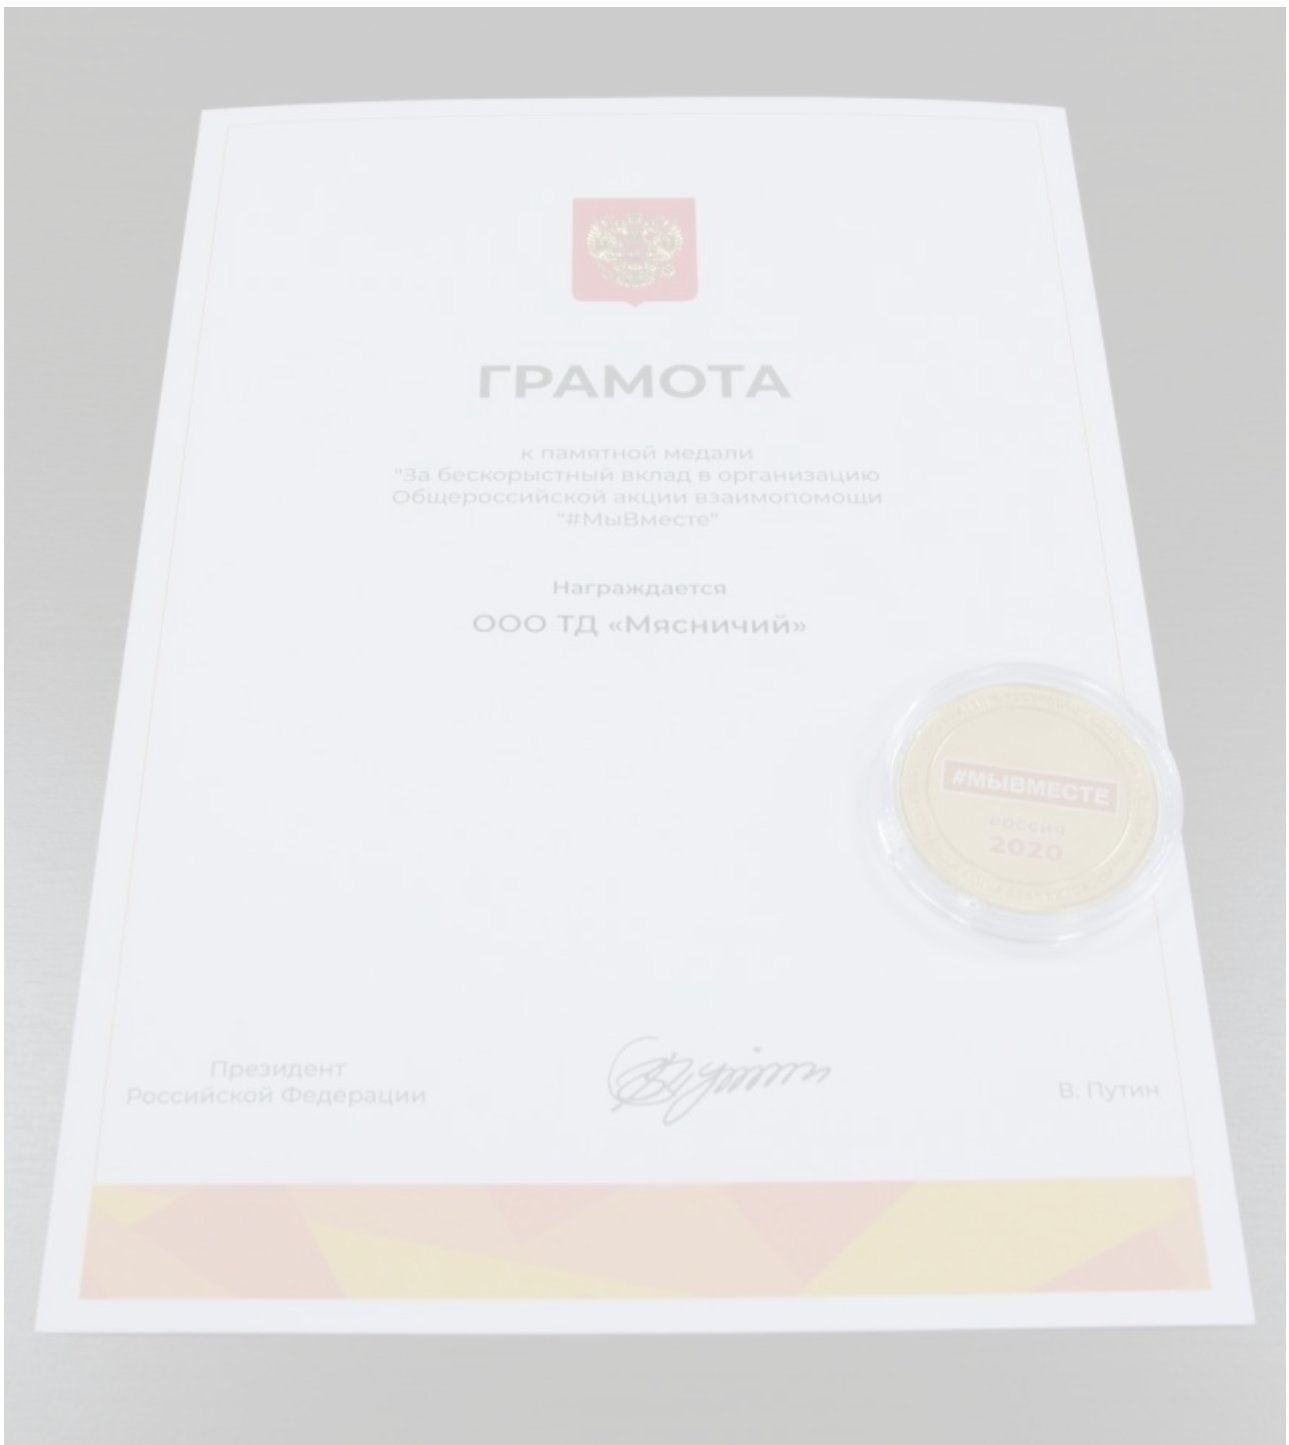 ГРАМОТА
к памятной медали
"За бескорыстный вклад в организацию
Общероссийской акции взаимопомощи
"#МыВместе"
Награждается
ООО ТД «Мясничий»
#МЫВМЕСТЕ
РОССИЯ
2020
Президент
Российской Федерации
В. Путин